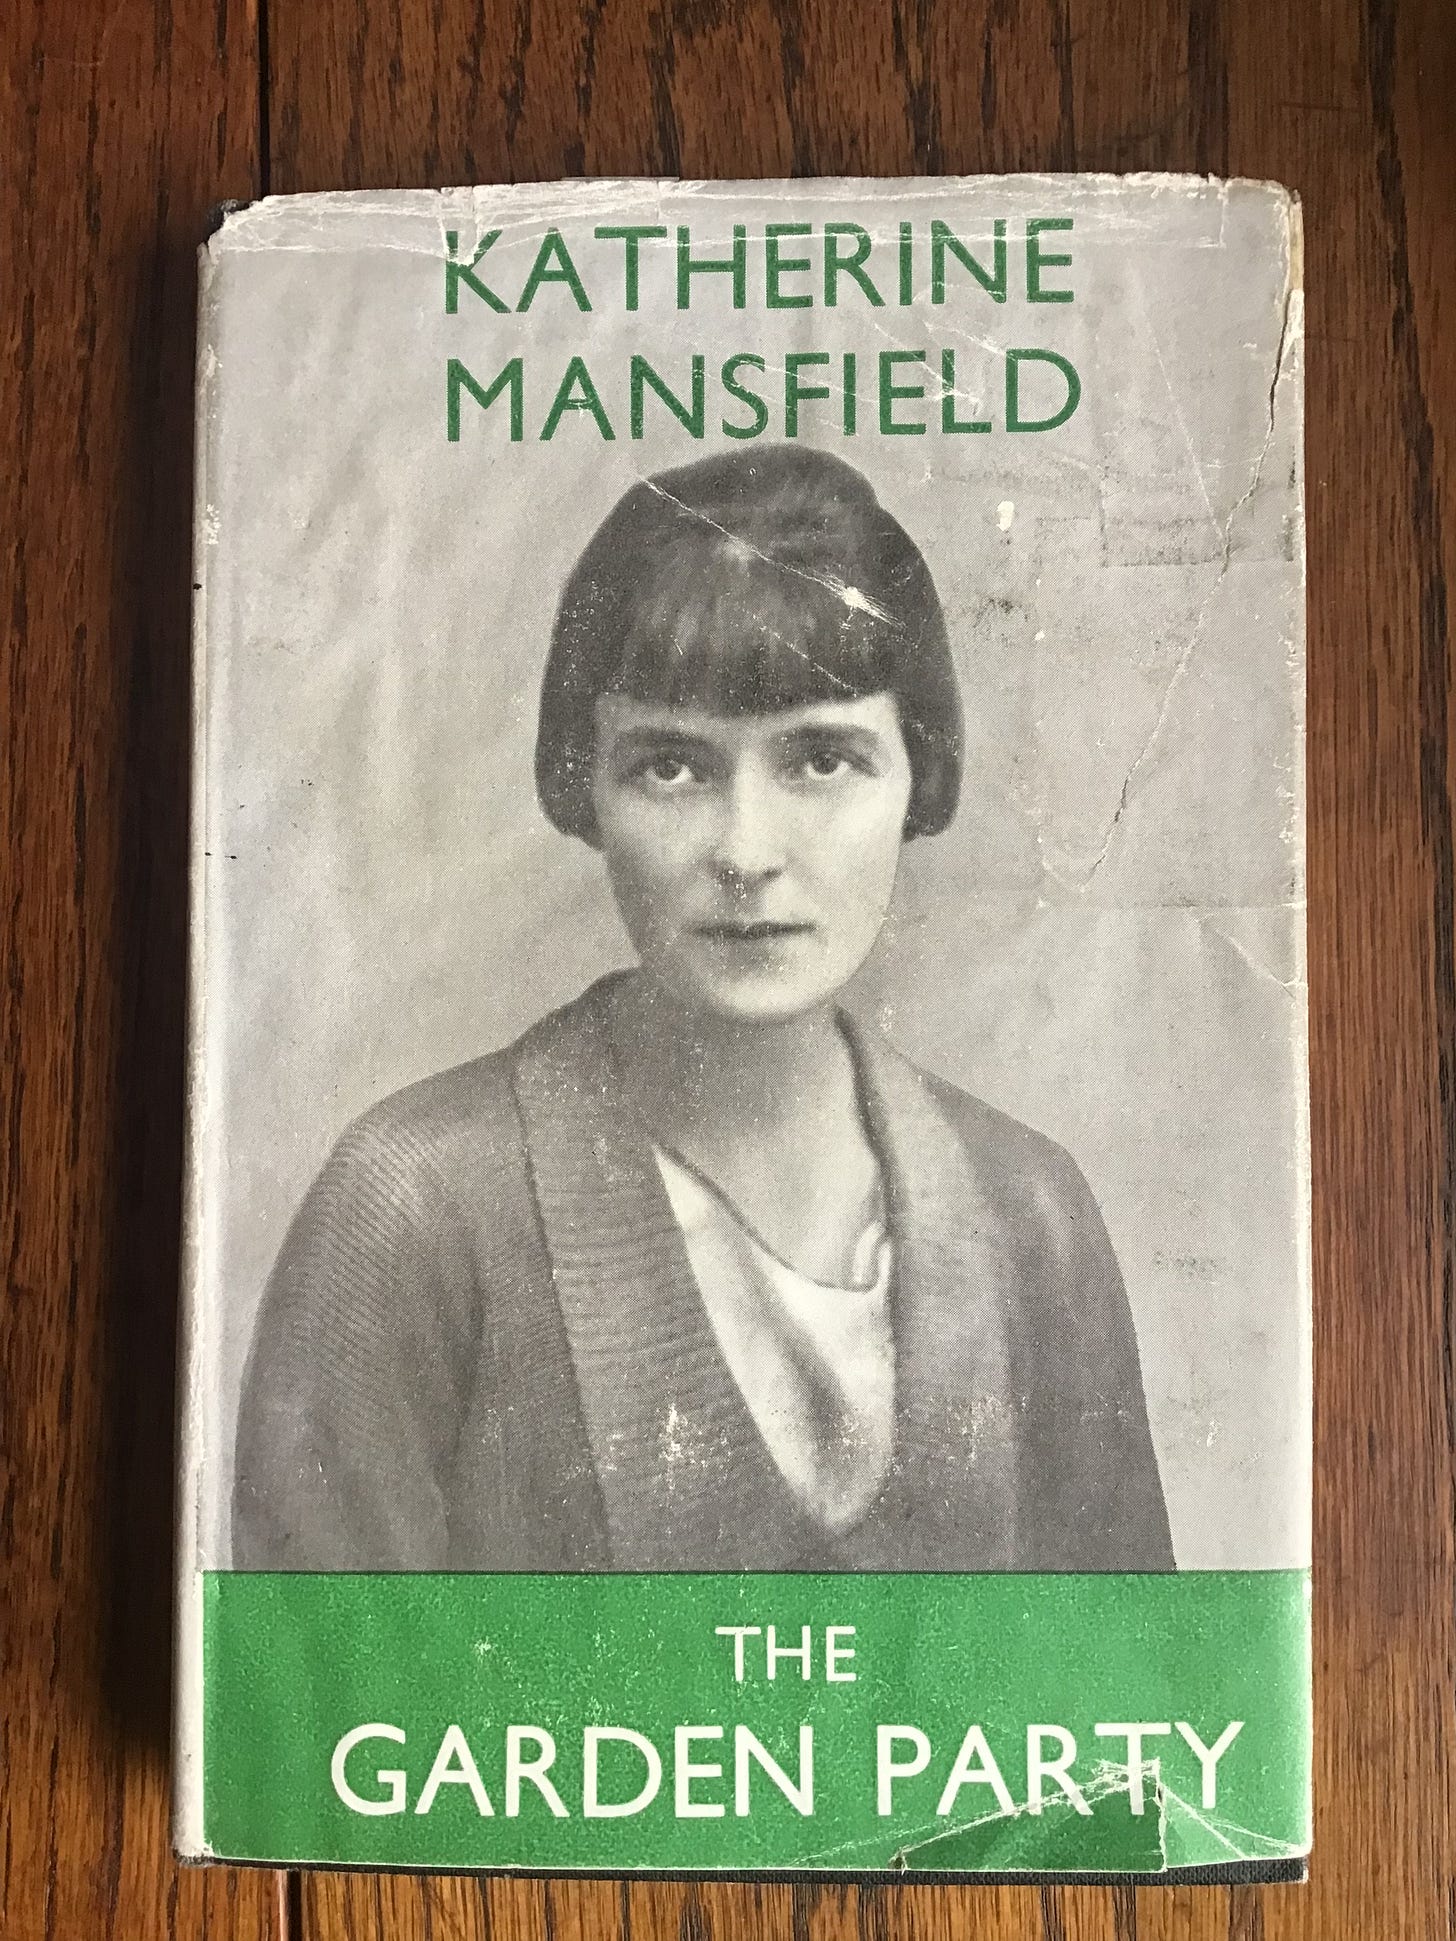 KATHERINE
MANSFIELD
THE
GARDEN PARTY